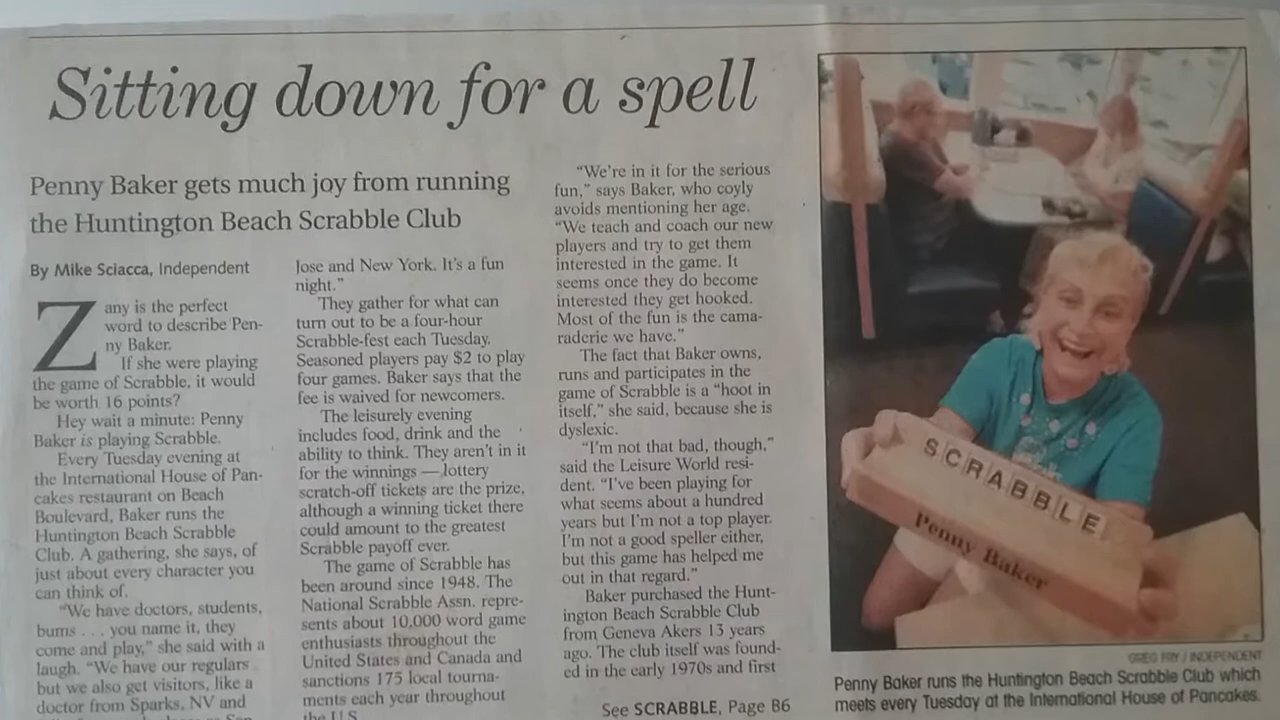 Sitting down for a spell
Penny Baker gets much joy from running
the Huntington Beach Scrabble Club
By Mike Sciacca, Independent
Zany is the perfect
word to describe Pen-
ny Baker.
If she were playing
the game of Scrabble, it would
be worth 16 points?
Hey wait a minute: Penny
Baker is playing Scrabble.
Every Tuesday evening at
the International House of Pan-
cakes restaurant on Beach
Boulevard, Baker runs the
Huntington Beach Scrabble
Club. A gathering, she says, of
just about every character you
can think of.
"We have doctors, students,
bums . . . you name it, they
come and play," she said with a
laugh. "We have our regulars
but we also get visitors, like a
doctor from Sparks, NV and
Jose and New York. It's a fun
night."
They gather for what can
turn out to be a four-hour
Scrabble-fest each Tuesday.
Seasoned players pay $2 to play
four games. Baker says that the
fee is waived for newcomers.
The leisurely evening
includes food, drink and the
ability to think. They aren't in it
for the winnings — lottery
scratch-off tickets are the prize,
although a winning ticket there
could amount to the greatest
Scrabble payoff ever.
The game of Scrabble has
been around since 1948. The
National Scrabble Assn. repre-
sents about 10,000 word game
enthusiasts throughout the
United States and Canada and
sanctions 175 local tourna-
ments each year throughout
the U.S.
"We're in it for the serious
fun," says Baker, who coyly
avoids mentioning her age.
"We teach and coach our new
players and try to get them
interested in the game. It
seems once they do become
interested they get hooked.
Most of the fun is the cama-
raderie we have."
The fact that Baker owns,
runs and participates in the
game of Scrabble is a "hoot in
itself," she said, because she is
dyslexic.
"I'm not that bad, though,"
said the Leisure World resi-
dent. "I've been playing for
what seems about a hundred
years but I'm not a top player.
I'm not a good speller either,
but this game has helped me
out in that regard."
Baker purchased the Hunt-
ington Beach Scrabble Club
from Geneva Akers 13 years
ago. The club itself was found-
ed in the early 1970s and first
See SCRABBLE, Page B6
SCRABBLE
Penny Baker
GREG FRY / INDEPENDENT
Penny Baker runs the Huntington Beach Scrabble Club which
meets every Tuesday at the International House of Pancakes.